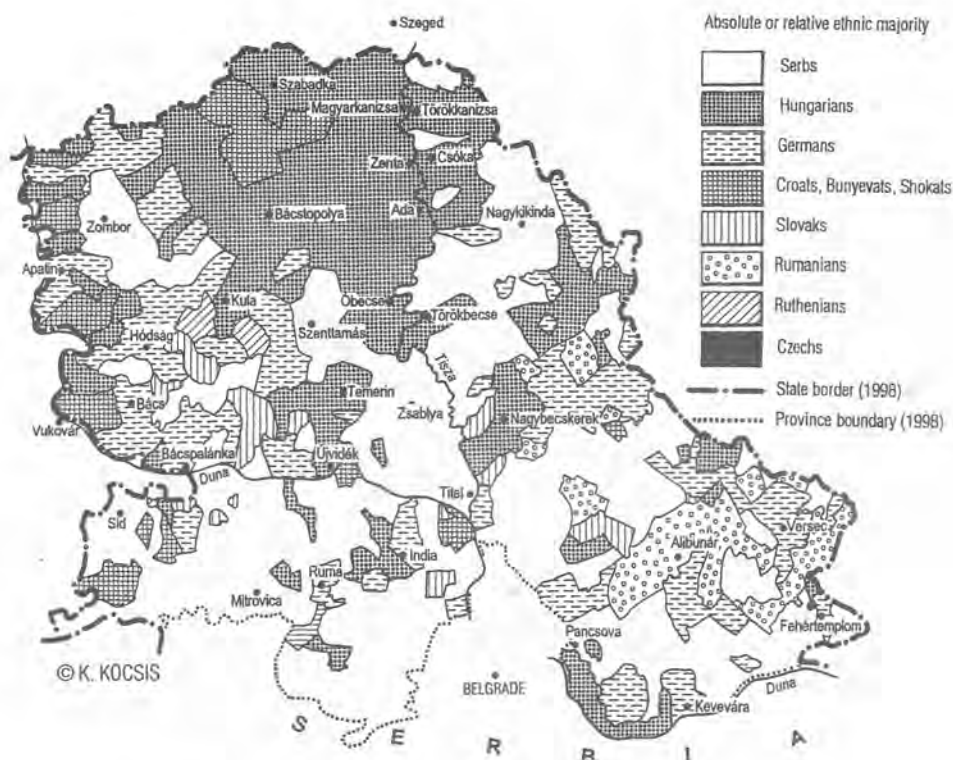 Szeged
Absolute or relative ethnic majority
Serbs
Hungarians
Germans
Croats, Bunyevats, Shokats
Slovaks
Rumanians
Ruthenians
Czechs
State border (1998)
Province boundary (1998)
Szabadka
Magyarkanizsa
Törökkanizsa
Zenta
Csóka
Zombor
Bácstopolya
Ada
Nagykikinda
Apatin
Kula
Óbecse
Törökbecse
Szenttamás
Hódság
Tisza
Temerin
Zsablya
Nagybecskerek
Bács
Vukovár
Bácspalánka
Újvidék
Duna
Titel
Sid
Versec
Alibunár
India
Ruma
Mitrovica
Fehértemplom
Pancsova
© K. KOCSIS
BELGRADE
Kevevára
Duna
S E R B I A